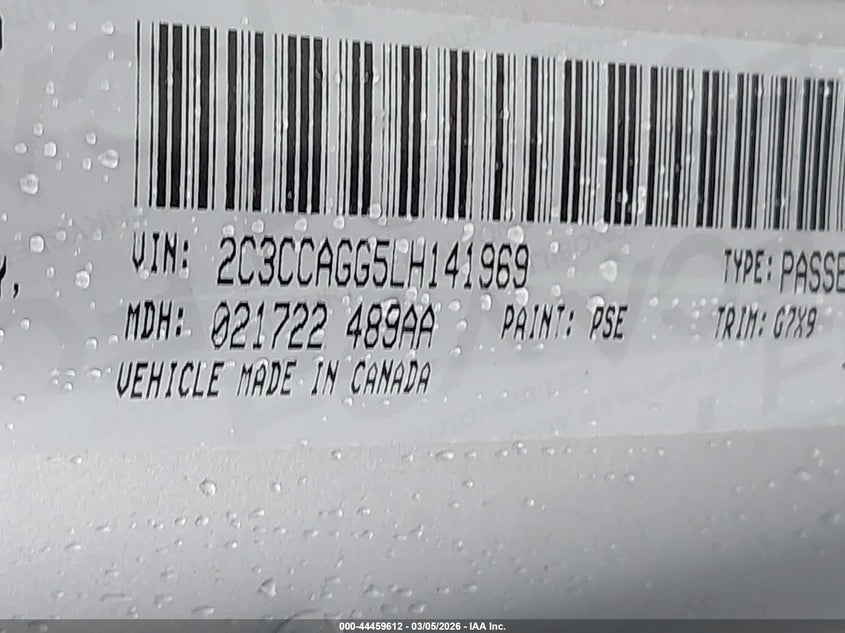 VIN: 2C3CCAGG5LH141969 TYPE: PASSE
MDH: 021722 489AA PAINT: PSE TRIM: G7X9
VEHICLE MADE IN CANADA
000-44459612 - 03/05/2026 - IAA Inc.